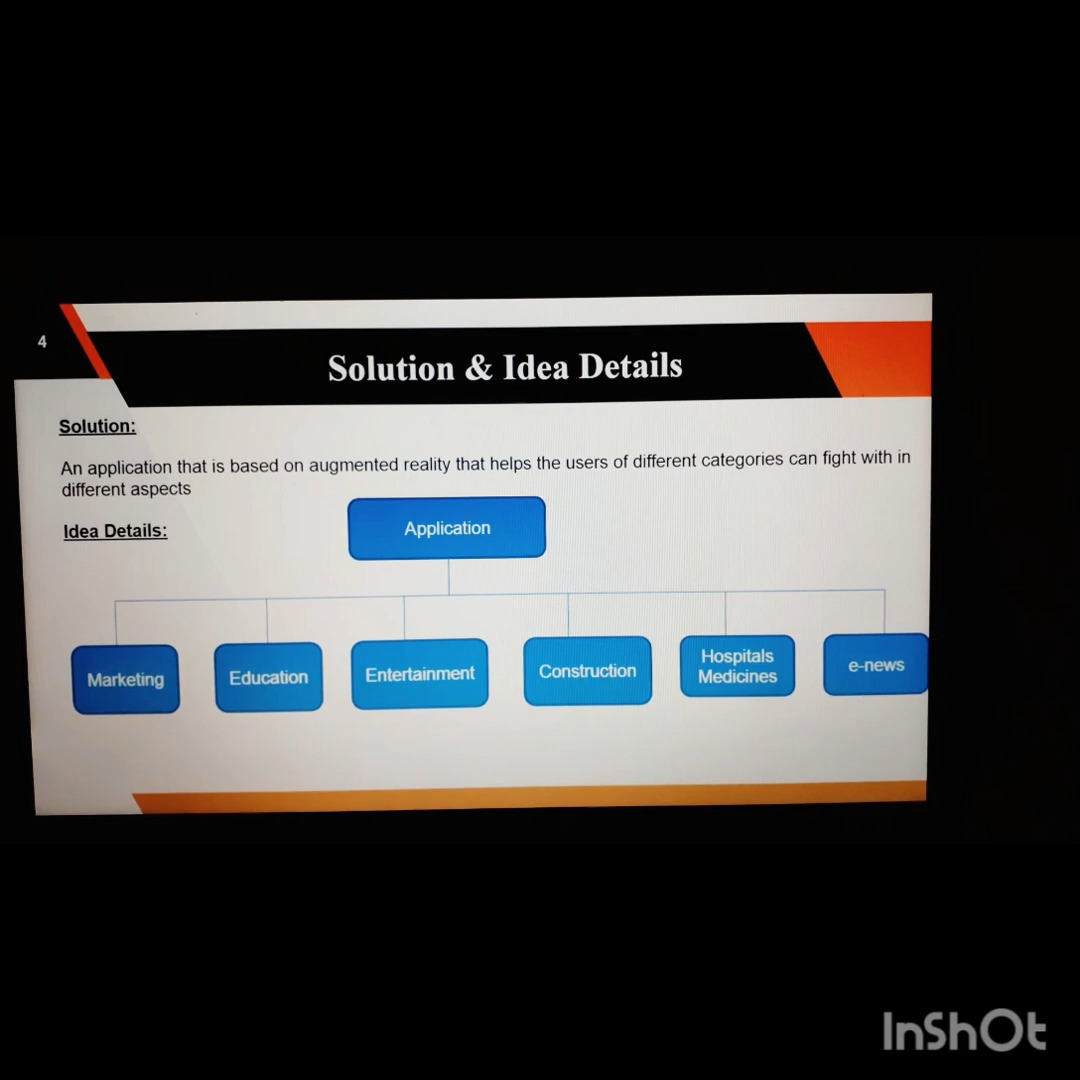 4
Solution & Idea Details
Solution:
An application that is based on augmented reality that helps the users of different categories can fight with in
different aspects
Idea Details:
Application
Marketing
Education
Entertainment
Construction
Hospitals
Medicines
e-news
InShOt